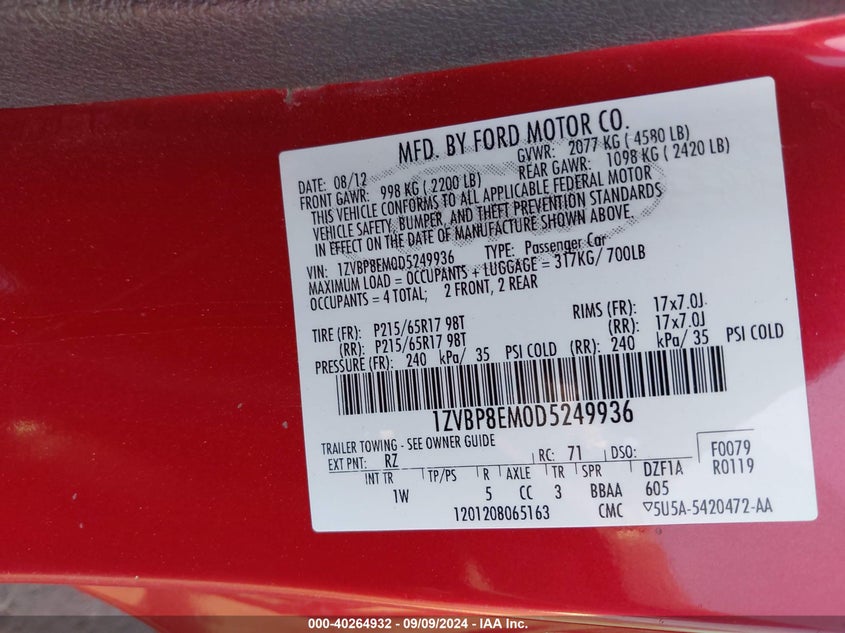 MFD. BY FORD MOTOR CO.
DATE: 08/12 GVWR: 2077 KG ( 4580 LB)
FRONT GAWR: 998 KG ( 2200 LB) REAR GAWR: 1098 KG ( 2420 LB)
THIS VEHICLE CONFORMS TO ALL APPLICABLE FEDERAL MOTOR
VEHICLE SAFETY, BUMPER, AND THEFT PREVENTION STANDARDS
IN EFFECT ON THE DATE OF MANUFACTURE SHOWN ABOVE.
VIN: 1ZVBP8EM0D5249936 TYPE: Passenger Car
MAXIMUM LOAD = OCCUPANTS + LUGGAGE = 317KG/ 700LB
OCCUPANTS = 4 TOTAL; 2 FRONT, 2 REAR
TIRE (FR): P215/65R17 98T RIMS (FR): 17x7.0J
(RR): P215/65R17 98T (RR): 17x7.0J
PRESSURE (FR): 240 kPa/ 35 PSI COLD (RR): 240 kPa/ 35 PSI COLD
1ZVBP8EM0D5249936
TRAILER TOWING - SEE OWNER GUIDE
EXT PNT: RZ RC: 71 DSO: F0079
INT TR TP/PS R AXLE TR SPR DZF1A R0119
1W 5 CC 3 BBAA 605
1201208065163 CMC ▽5U5A-5420472-AA
000-40264932 - 09/09/2024 - IAA Inc.